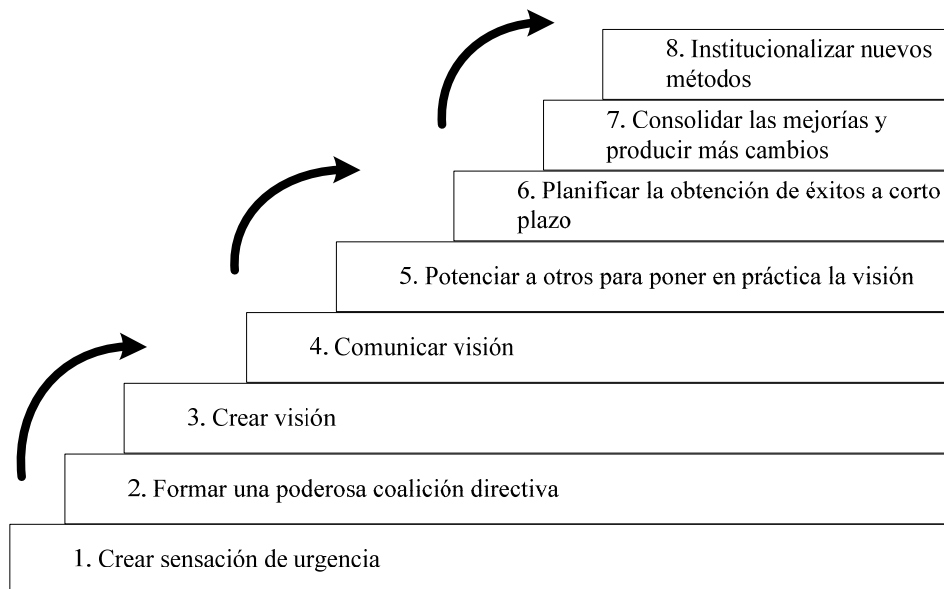 8. Institucionalizar nuevos
métodos
7. Consolidar las mejorías y
producir más cambios
6. Planificar la obtención de éxitos a corto
plazo
5. Potenciar a otros para poner en práctica la visión
4. Comunicar visión
3. Crear visión
2. Formar una poderosa coalición directiva
1. Crear sensación de urgencia